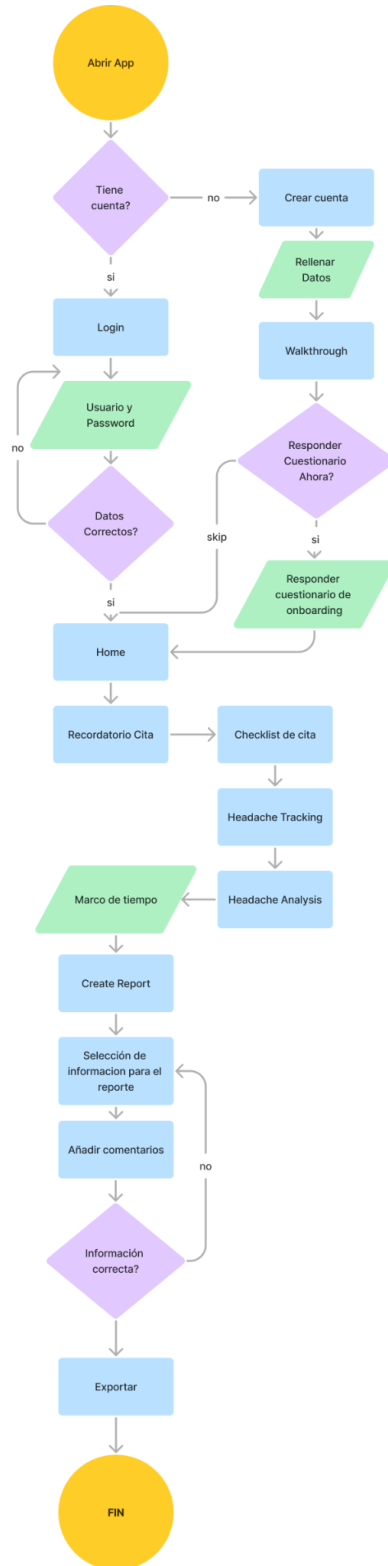 Abrir App
Tiene
cuenta?
no
Crear cuenta
si
Rellenar
Datos
Login
Walkthrough
Usuario y
Password
no
Responder
Cuestionario
Ahora?
Datos
Correctos?
skip
si
si
Responder
cuestionario de
onboarding
Home
Recordatorio Cita
Checklist de cita
Headache Tracking
Marco de tiempo
Headache Analysis
Create Report
Selección de
informacion para el
reporte
Añadir comentarios
no
Información
correcta?
Exportar
FIN